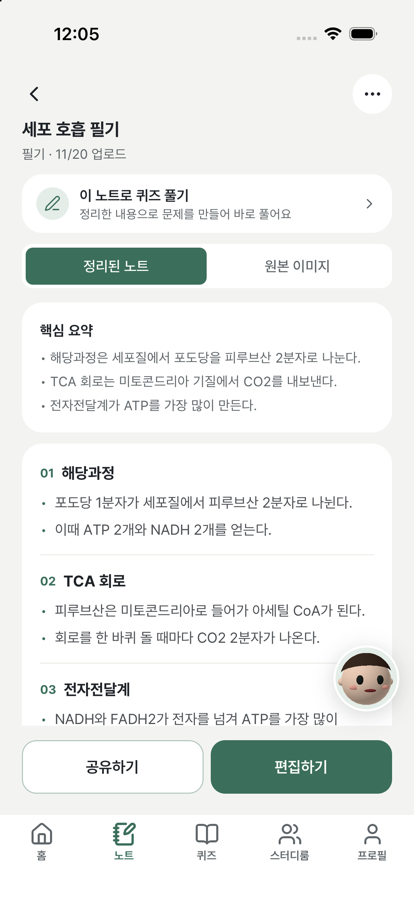 12:05
세포 호흡 필기
필기 · 11/20 업로드
이 노트로 퀴즈 풀기
정리한 내용으로 문제를 만들어 바로 풀어요
정리된 노트
원본 이미지
핵심 요약
• 해당과정은 세포질에서 포도당을 피루브산 2분자로 나눈다.
• TCA 회로는 미토콘드리아 기질에서 CO2를 내보낸다.
• 전자전달계가 ATP를 가장 많이 만든다.
01 해당과정
• 포도당 1분자가 세포질에서 피루브산 2분자로 나뉜다.
• 이때 ATP 2개와 NADH 2개를 얻는다.
02 TCA 회로
• 피루브산은 미토콘드리아로 들어가 아세틸 CoA가 된다.
• 회로를 한 바퀴 돌 때마다 CO2 2분자가 나온다.
03 전자전달계
• NADH와 FADH2가 전자를 넘겨 ATP를 가장 많이
공유하기
편집하기
홈
노트
퀴즈
스터디룸
프로필